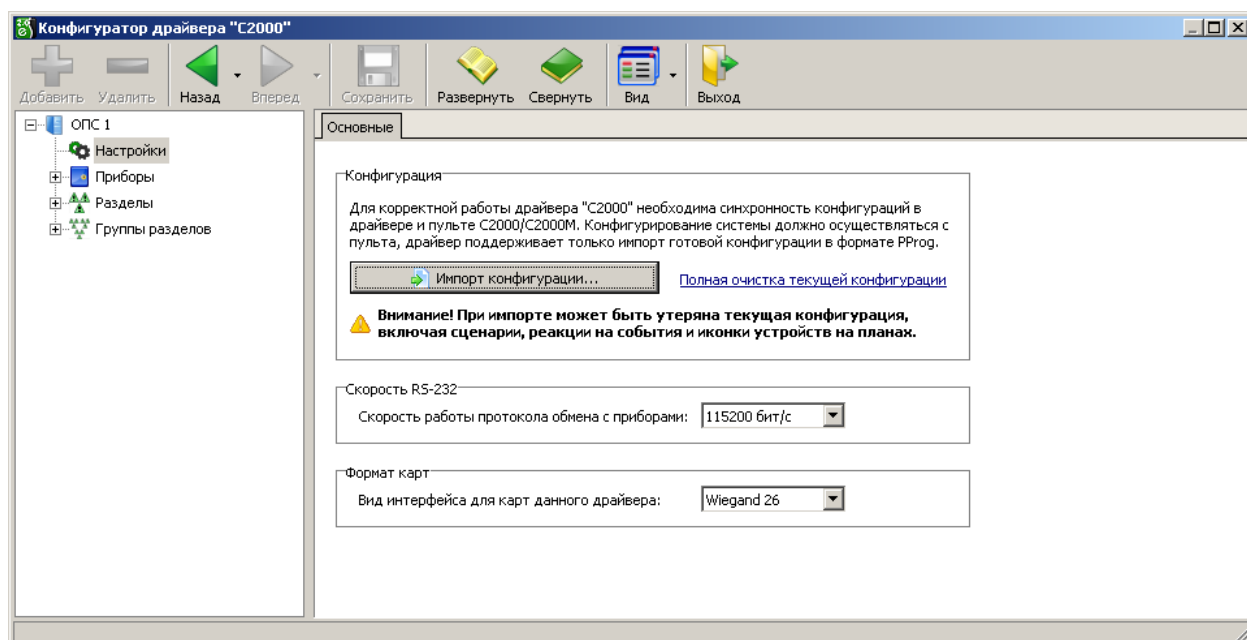 Конфигуратор драйвера "С2000"
Добавить Удалить Назад Вперед Сохранить Развернуть Свернуть Вид Выход
ОПС 1
Настройки
Приборы
Разделы
Группы разделов
Основные
Конфигурация
Для корректной работы драйвера "С2000" необходима синхронность конфигураций в
драйвере и пульте С2000/С2000М. Конфигурирование системы должно осуществляться с
пульта, драйвер поддерживает только импорт готовой конфигурации в формате PProg.
Импорт конфигурации... Полная очистка текущей конфигурации
Внимание! При импорте может быть утеряна текущая конфигурация,
включая сценарии, реакции на события и иконки устройств на планах.
Скорость RS-232
Скорость работы протокола обмена с приборами: 115200 бит/с
Формат карт
Вид интерфейса для карт данного драйвера: Wiegand 26